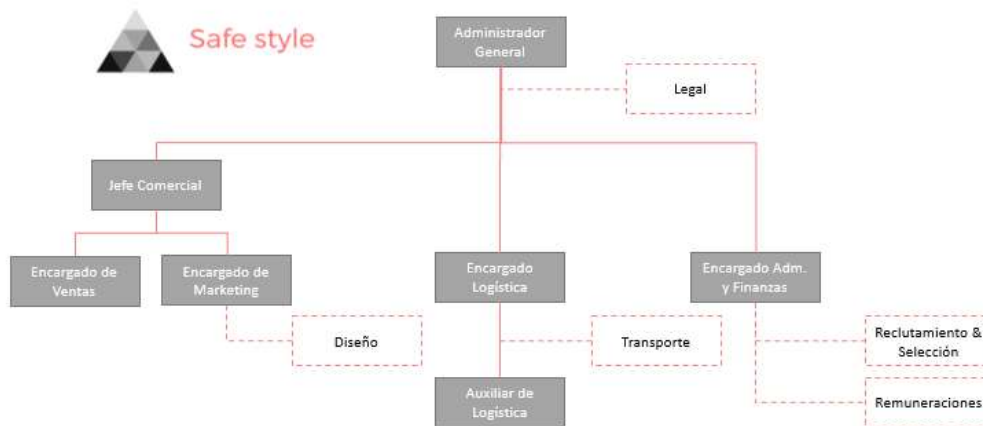 Safe style
Administrador
General
Legal
Jefe Comercial
Encargado de
Ventas
Encargado de
Marketing
Encargado
Logística
Encargado Adm.
y Finanzas
Diseño
Transporte
Reclutamiento &
Selección
Auxiliar de
Logística
Remuneraciones